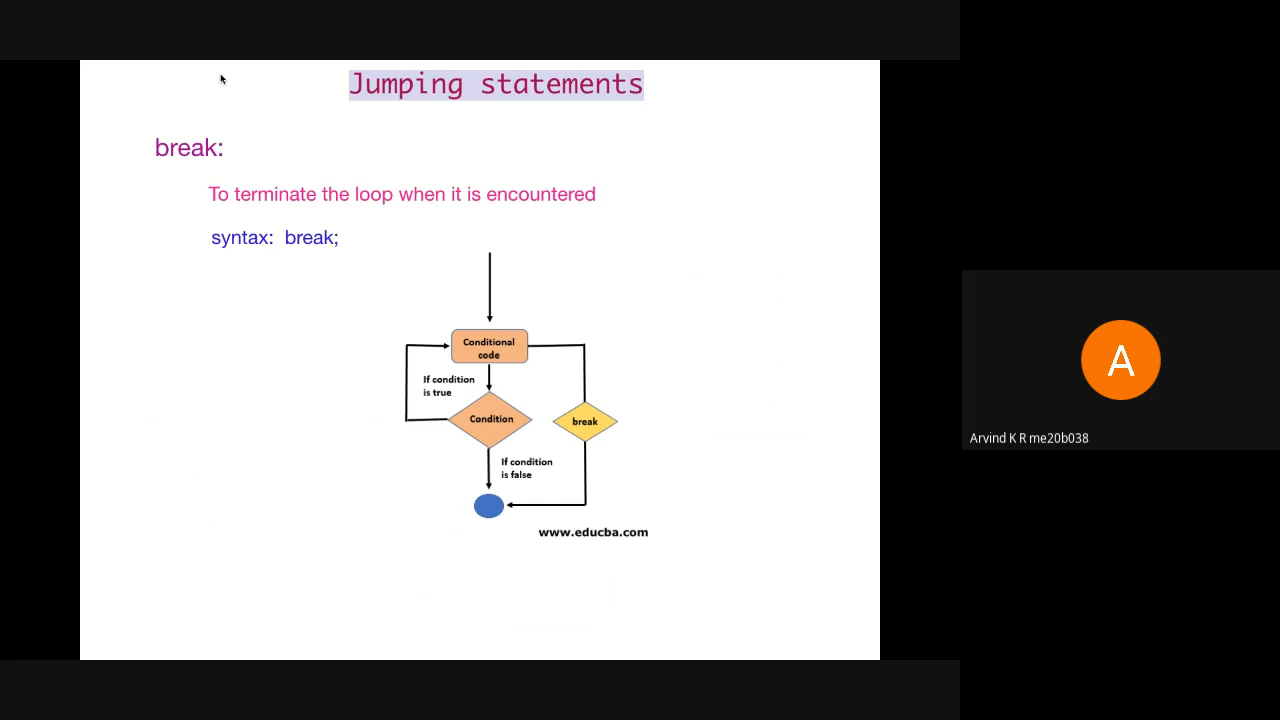 Jumping statements
break:
To terminate the loop when it is encountered
syntax: break;
Conditional
code
If condition
is true
Condition
break
If condition
is false
www.educba.com
A
Arvind K R me20b038